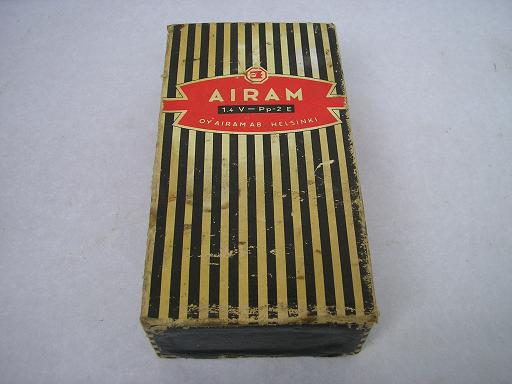 AIRAM
1.4 V — Pp-2 E
OY AIRAM AB HELSINKI